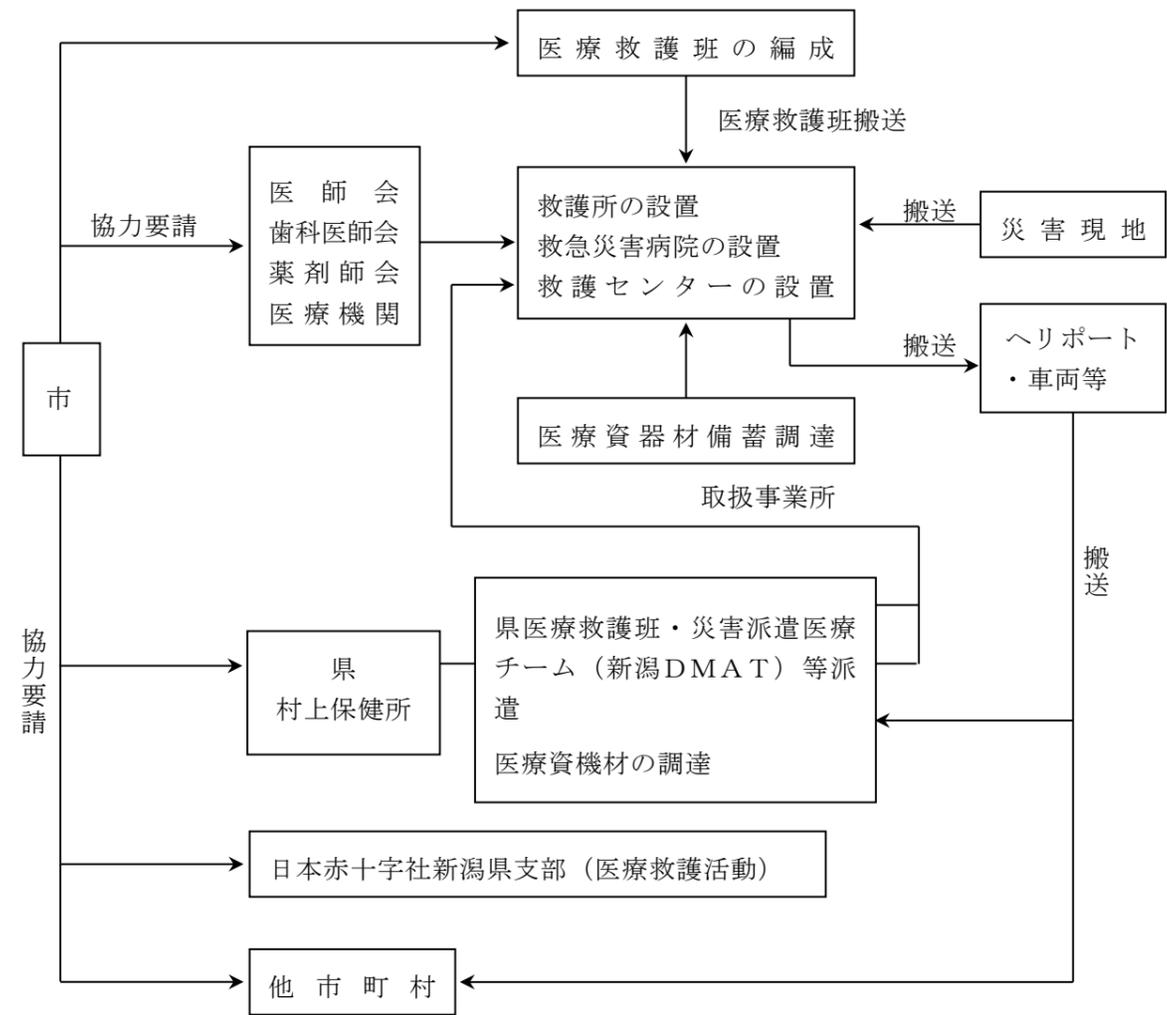 医療救護班の編成
医療救護班搬送
医師会
歯科医師会
薬剤師会
医療機関
協力要請
救護所の設置
救急災害病院の設置
救護センターの設置
搬送
災害現地
搬送
ヘリポート
・車両等
市
医療資器材備蓄調達
取扱事業所
搬送
協力要請
県
村上保健所
県医療救護班・災害派遣医療
チーム（新潟ＤＭＡＴ）等派
遣
医療資機材の調達
日本赤十字社新潟県支部（医療救護活動）
他市町村